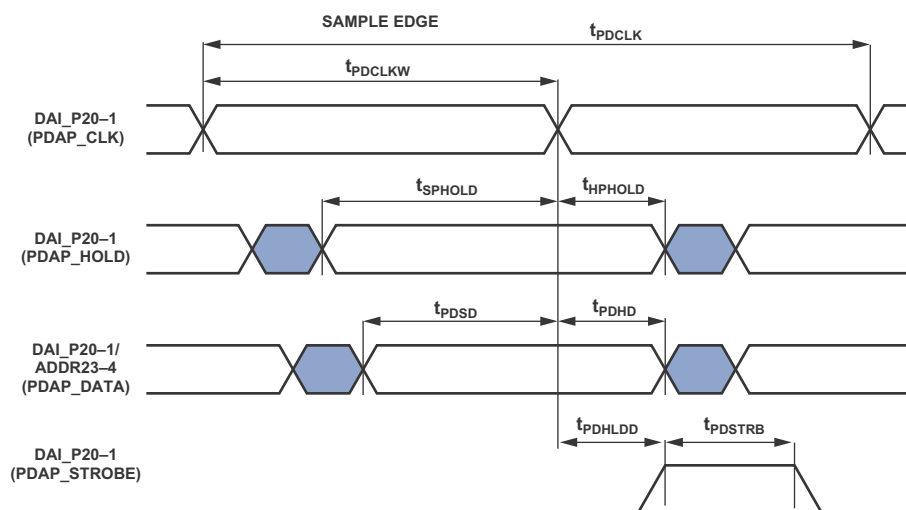 SAMPLE EDGE
tPDCLK
tPDCLKW
DAI_P20–1
(PDAP_CLK)
tSPHOLD
tHPHOLD
DAI_P20–1
(PDAP_HOLD)
tPDSD
tPDHD
DAI_P20–1/
ADDR23–4
(PDAP_DATA)
tPDHLDD
tPDSTRB
DAI_P20–1
(PDAP_STROBE)